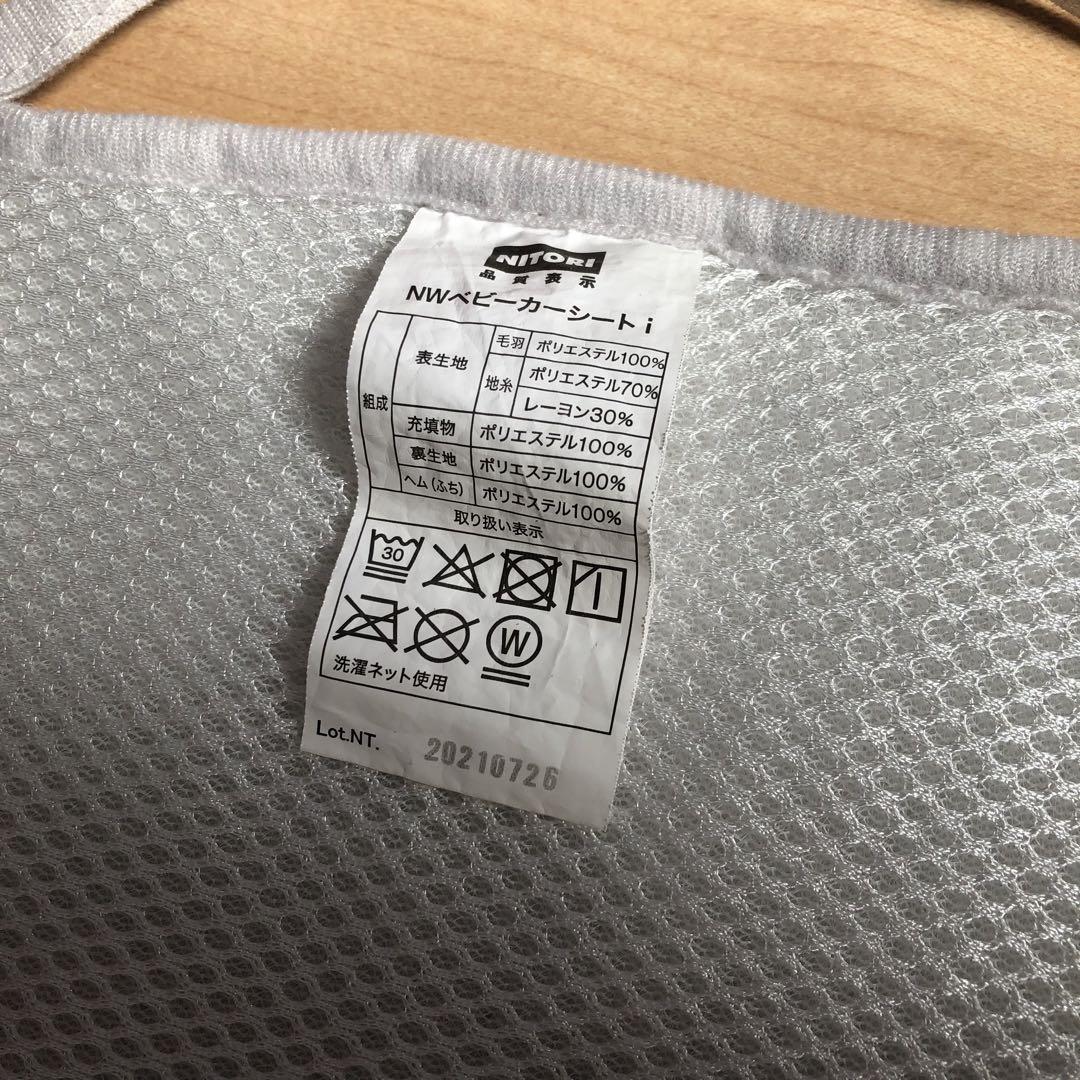 NITORI
品質表示
NWベビーカーシート i
組成 表生地 毛羽 ポリエステル100%
地糸 ポリエステル70%
レーヨン30%
充填物 ポリエステル100%
裏生地 ポリエステル100%
ヘム(ふち) ポリエステル100%
取り扱い表示
30
W
洗濯ネット使用
Lot.NT. 20210726